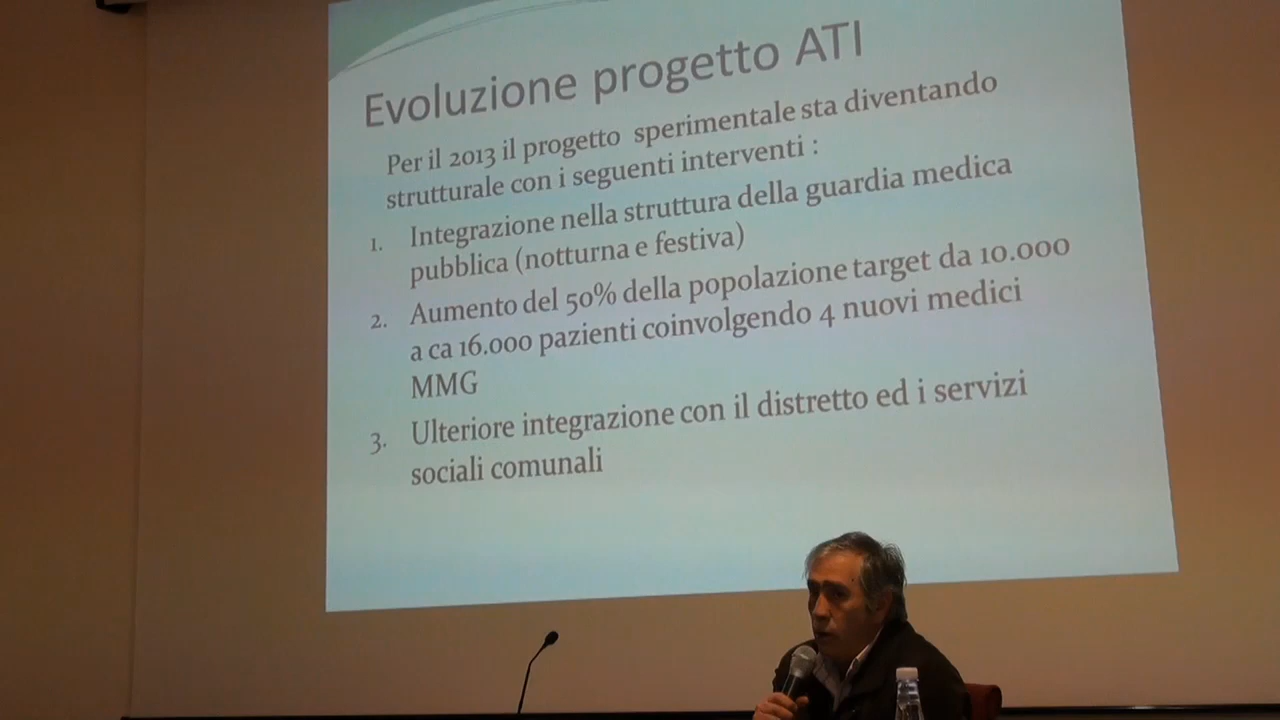 Evoluzione progetto ATI
Per il 2013 il progetto sperimentale sta diventando
strutturale con i seguenti interventi :
1. Integrazione nella struttura della guardia medica
pubblica (notturna e festiva)
2. Aumento del 50% della popolazione target da 10.000
a ca 16.000 pazienti coinvolgendo 4 nuovi medici
MMG
3. Ulteriore integrazione con il distretto ed i servizi
sociali comunali